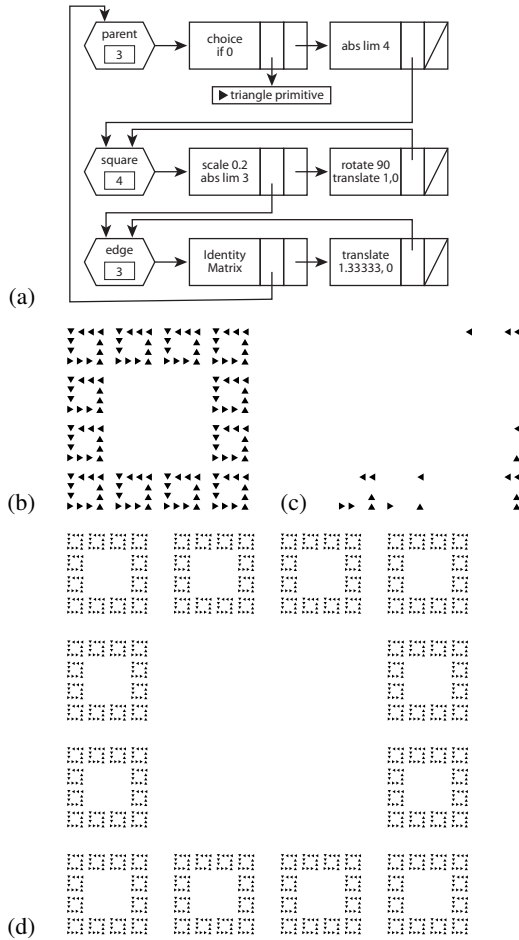 parent
3
choice
if 0
abs lim 4
triangle primitive
square
4
scale 0.2
abs lim 3
rotate 90
translate 1,0
edge
3
Identity
Matrix
translate
1.33333, 0
(a)
(b)
(c)
(d)